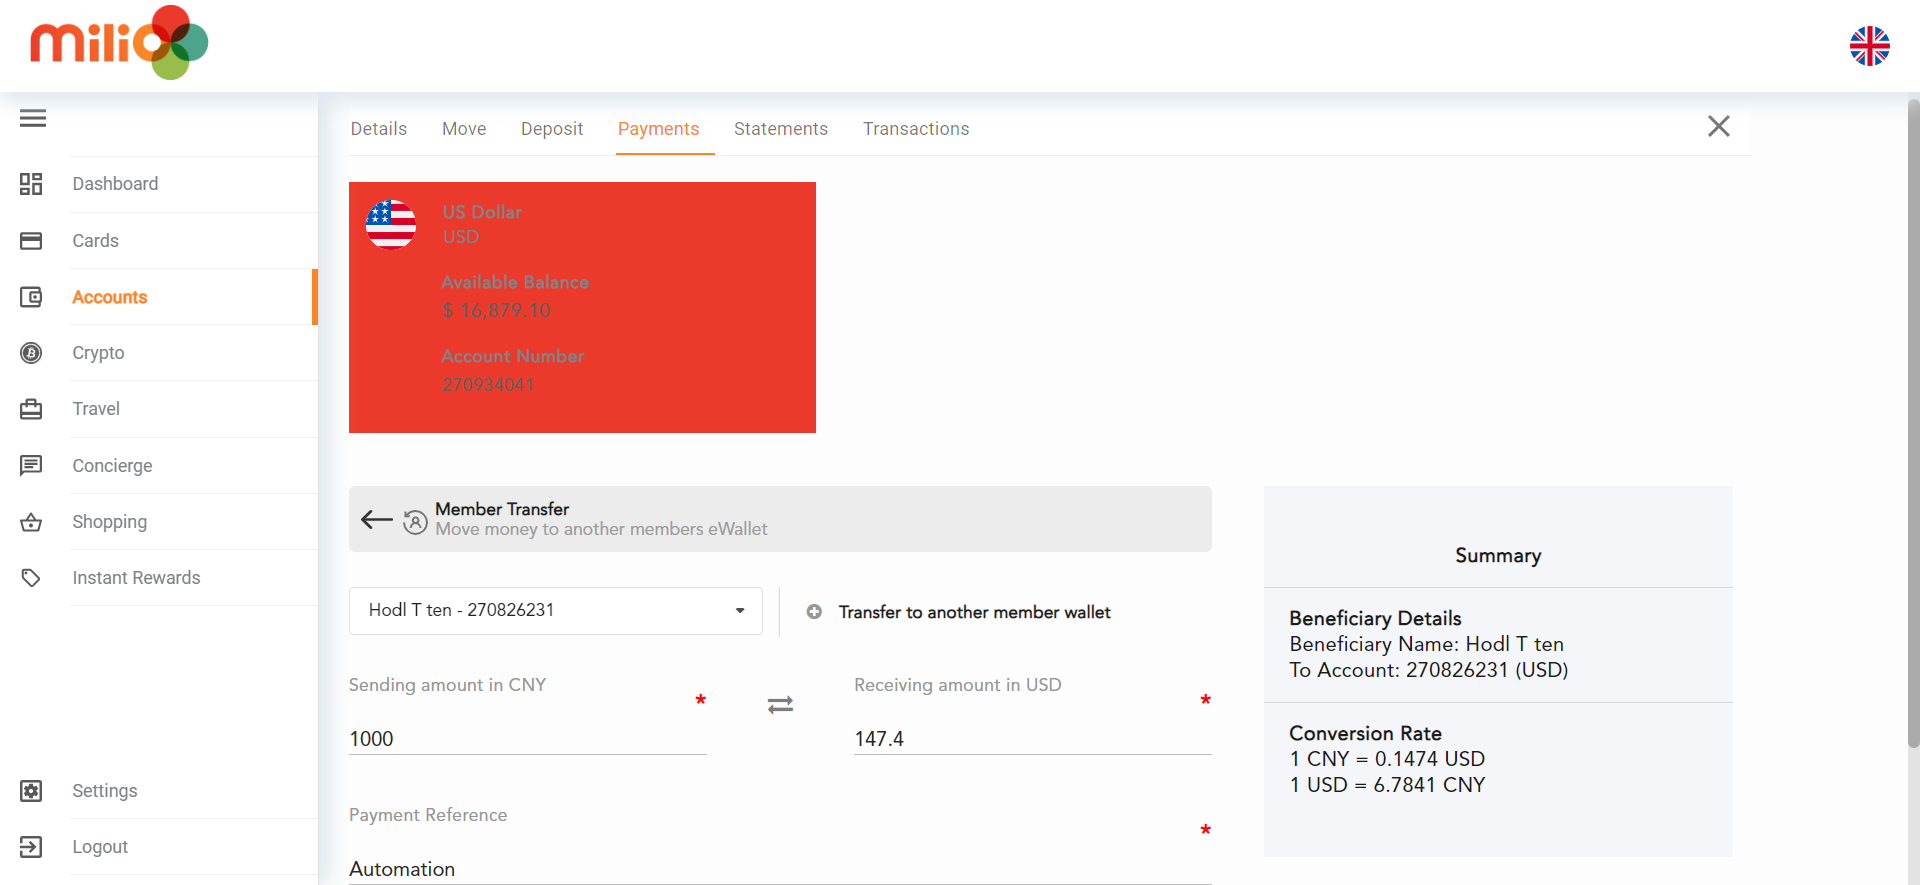 milio
Details Move Deposit Payments Statements Transactions
Dashboard
Cards
Accounts
Crypto
Travel
Concierge
Shopping
Instant Rewards
Settings
Logout
US Dollar
USD
Available Balance
$ 16,879.10
Account Number
270934041
Member Transfer
Move money to another members eWallet
Hodl T ten - 270826231
Transfer to another member wallet
Sending amount in CNY *
1000
Receiving amount in USD *
147.4
Payment Reference *
Automation
Summary
Beneficiary Details
Beneficiary Name: Hodl T ten
To Account: 270826231 (USD)
Conversion Rate
1 CNY = 0.1474 USD
1 USD = 6.7841 CNY